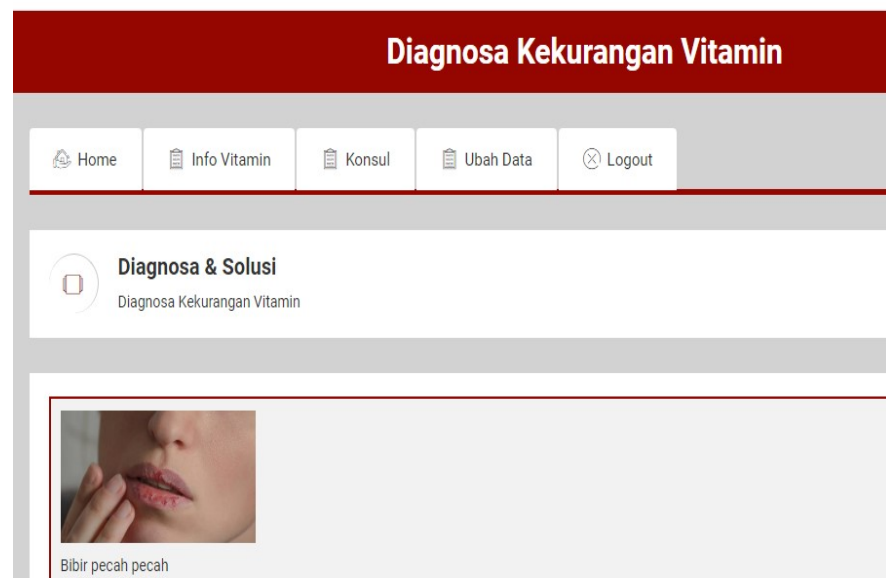 Diagnosa Kekurangan Vitamin
Home Info Vitamin Konsul Ubah Data Logout
Diagnosa & Solusi
Diagnosa Kekurangan Vitamin
Bibir pecah pecah